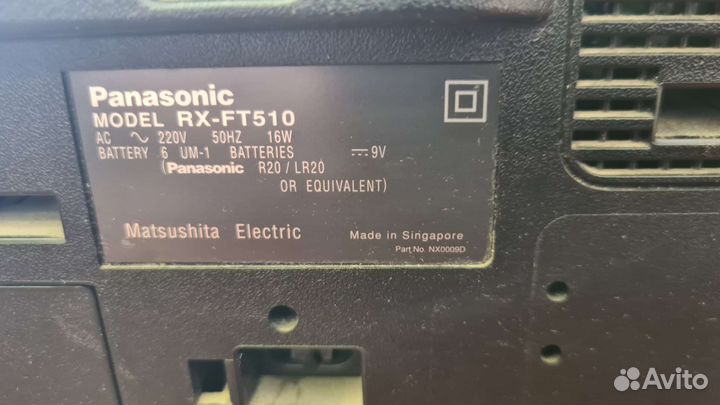 Panasonic
MODEL RX-FT510
AC ∿ 220V 50HZ 16W
BATTERY 6 UM-1 BATTERIES ⎓ 9V
(Panasonic R20/LR20
OR EQUIVALENT)
Matsushita Electric
Made in Singapore
Part No. NX0009D
Avito